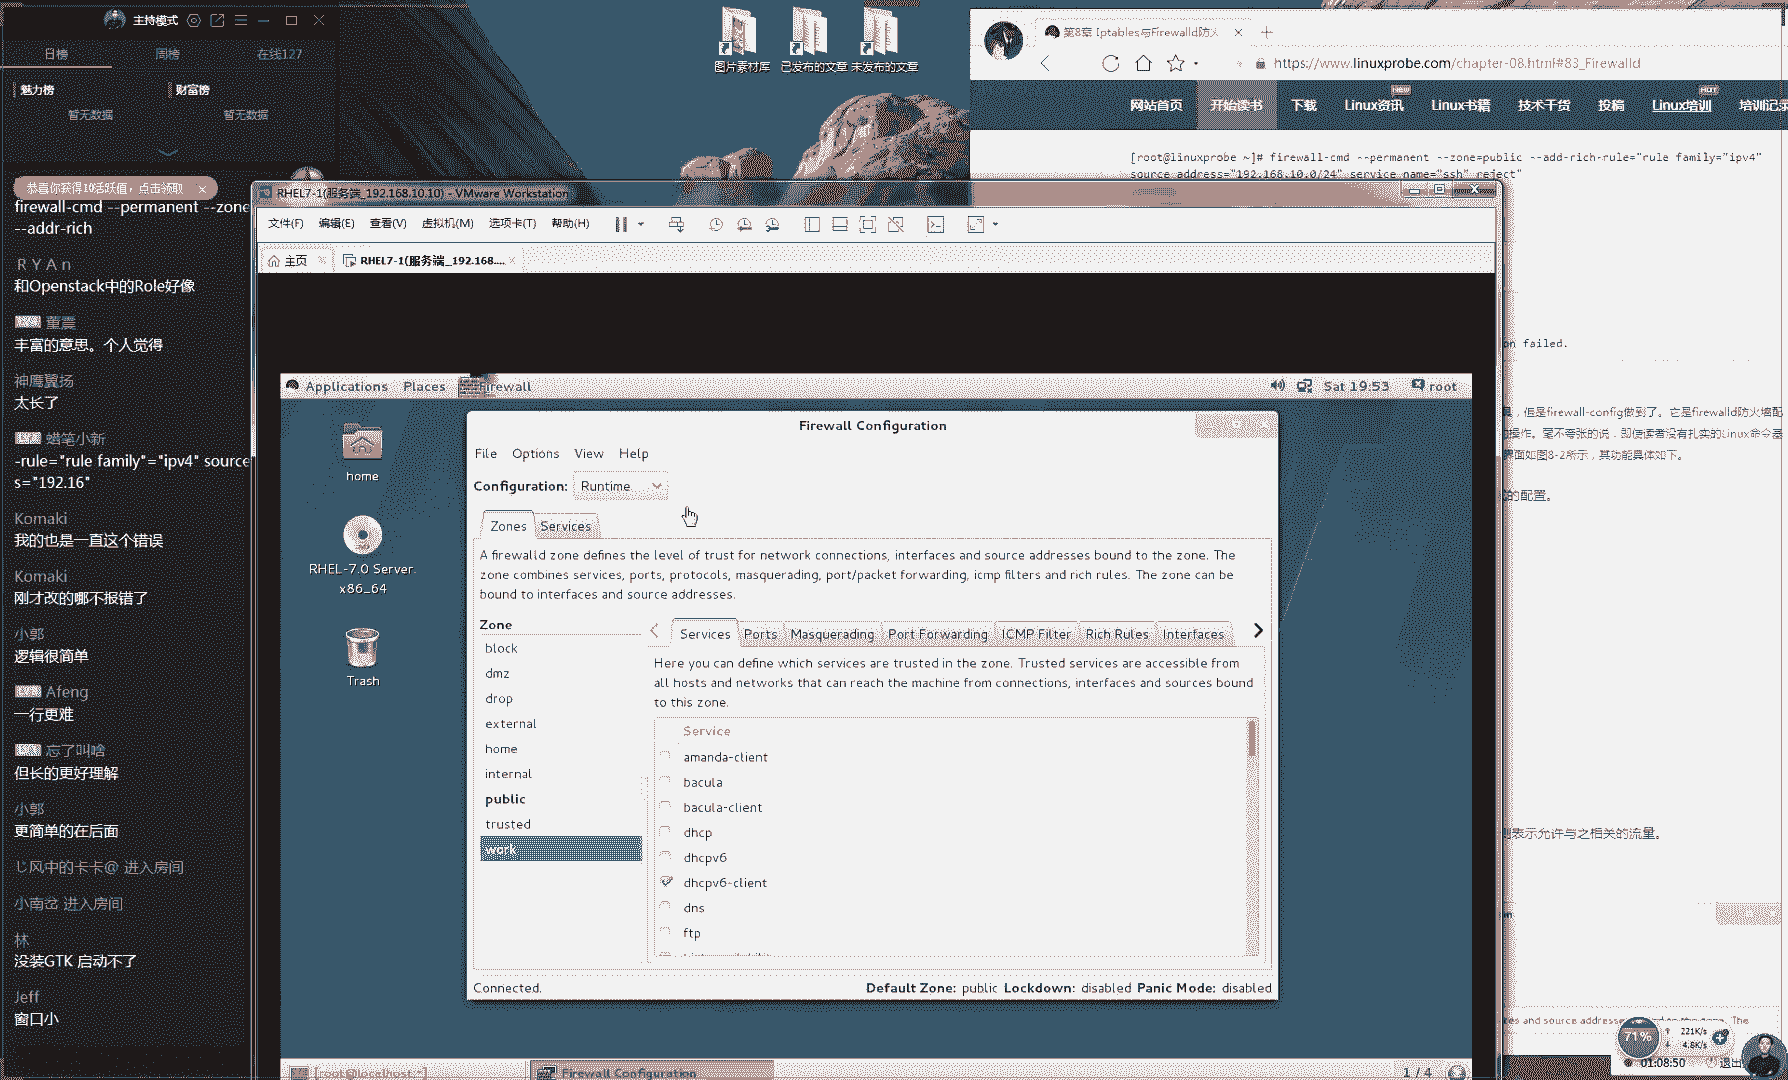 主持模式
日榜
周榜
在线127
魅力榜
财富榜
暂无数据
暂无数据
恭喜你获得10活跃值，点击领取
firewall-cmd --permanent --zone
--addr-rich
R Y A n
和Openstack中的Role好像
董震
丰富的意思。个人觉得
神鹰翼扬
太长了
蜡笔小新
-rule="rule family"="ipv4" source
s="192.16"
Komaki
我的也是一直这个错误
Komaki
刚才改的哪不报错了
小郭
逻辑很简单
Afeng
一行更难
忘了叫啥
但长的更好理解
小郭
更简单的在后面
じ风中的卡卡@ 进入房间
小南岔 进入房间
林
没装GTK 启动不了
Jeff
窗口小
图片素材库
已发布的文章
未发布的文章
第8章 Iptables与Firewalld防火
https://www.linuxprobe.com/chapter-08.html#83_Firewalld
网站首页
开始读书
下载
Linux资讯
NEW
Linux书籍
技术干货
投稿
Linux培训
HOT
培训记录
[root@linuxprobe ~]# firewall-cmd --permanent --zone=public --add-rich-rule="rule family="ipv4"
source address="192.168.10.0/24" service name="ssh" reject"
on failed.
，但是firewall-config做到了。它是firewalld防火墙配
操作。毫不夸张的说，即使读者没有扎实的Linux命令基
界面如图8-2所示，其功能具体如下。
的配置。
则表示允许与之相关的流量。
RHEL7-1(服务端_192.168.10.10) - VMware Workstation
文件(F)
编辑(E)
查看(V)
虚拟机(M)
选项卡(T)
帮助(H)
主页
RHEL7-1(服务端_192.168....
Applications
Places
Firewall
Sat 19:53
root
home
RHEL-7.0 Server.
x86_64
Trash
Firewall Configuration
File
Options
View
Help
Configuration:
Runtime
Zones
Services
A firewalld zone defines the level of trust for network connections, interfaces and source addresses bound to the zone. The
zone combines services, ports, protocols, masquerading, port/packet forwarding, icmp filters and rich rules. The zone can be
bound to interfaces and source addresses.
Zone
block
dmz
drop
external
home
internal
public
trusted
work
Services
Ports
Masquerading
Port Forwarding
ICMP Filter
Rich Rules
Interfaces
Here you can define which services are trusted in the zone. Trusted services are accessible from
all hosts and networks that can reach the machine from connections, interfaces and sources bound
to this zone.
Service
amanda-client
bacula
bacula-client
dhcp
dhcpv6
dhcpv6-client
dns
ftp
Connected.
Default Zone: public Lockdown: disabled Panic Mode: disabled
[root@localhost:~]
Firewall Configuration
1 / 4
71%
221K/s
4.8K/s
01:08:50